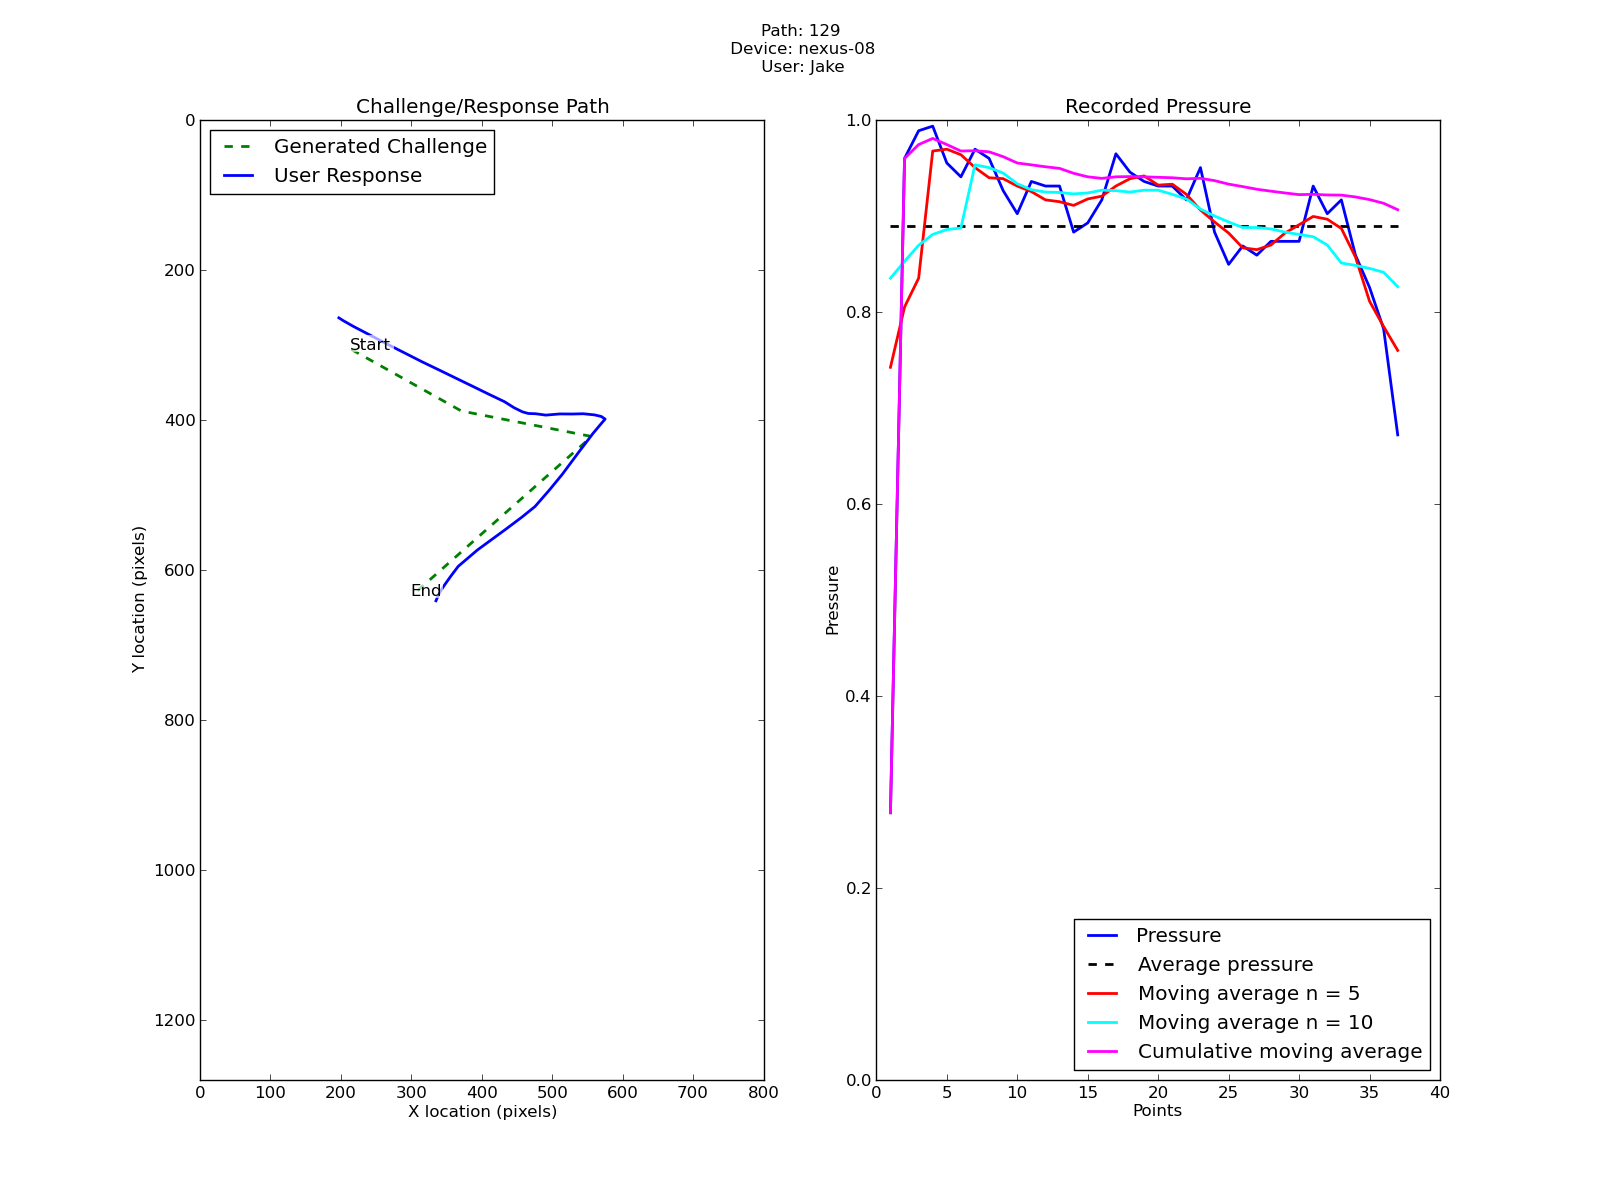 Path: 129
Device: nexus-08
User: Jake
Challenge/Response Path
Generated Challenge
User Response
0
200
400
600
800
1000
1200
Y location (pixels)
Start
End
0 100 200 300 400 500 600 700 800
X location (pixels)
Recorded Pressure
1.0
0.8
0.6
0.4
0.2
0.0
Pressure
Pressure
Average pressure
Moving average n = 5
Moving average n = 10
Cumulative moving average
0 5 10 15 20 25 30 35 40
Points